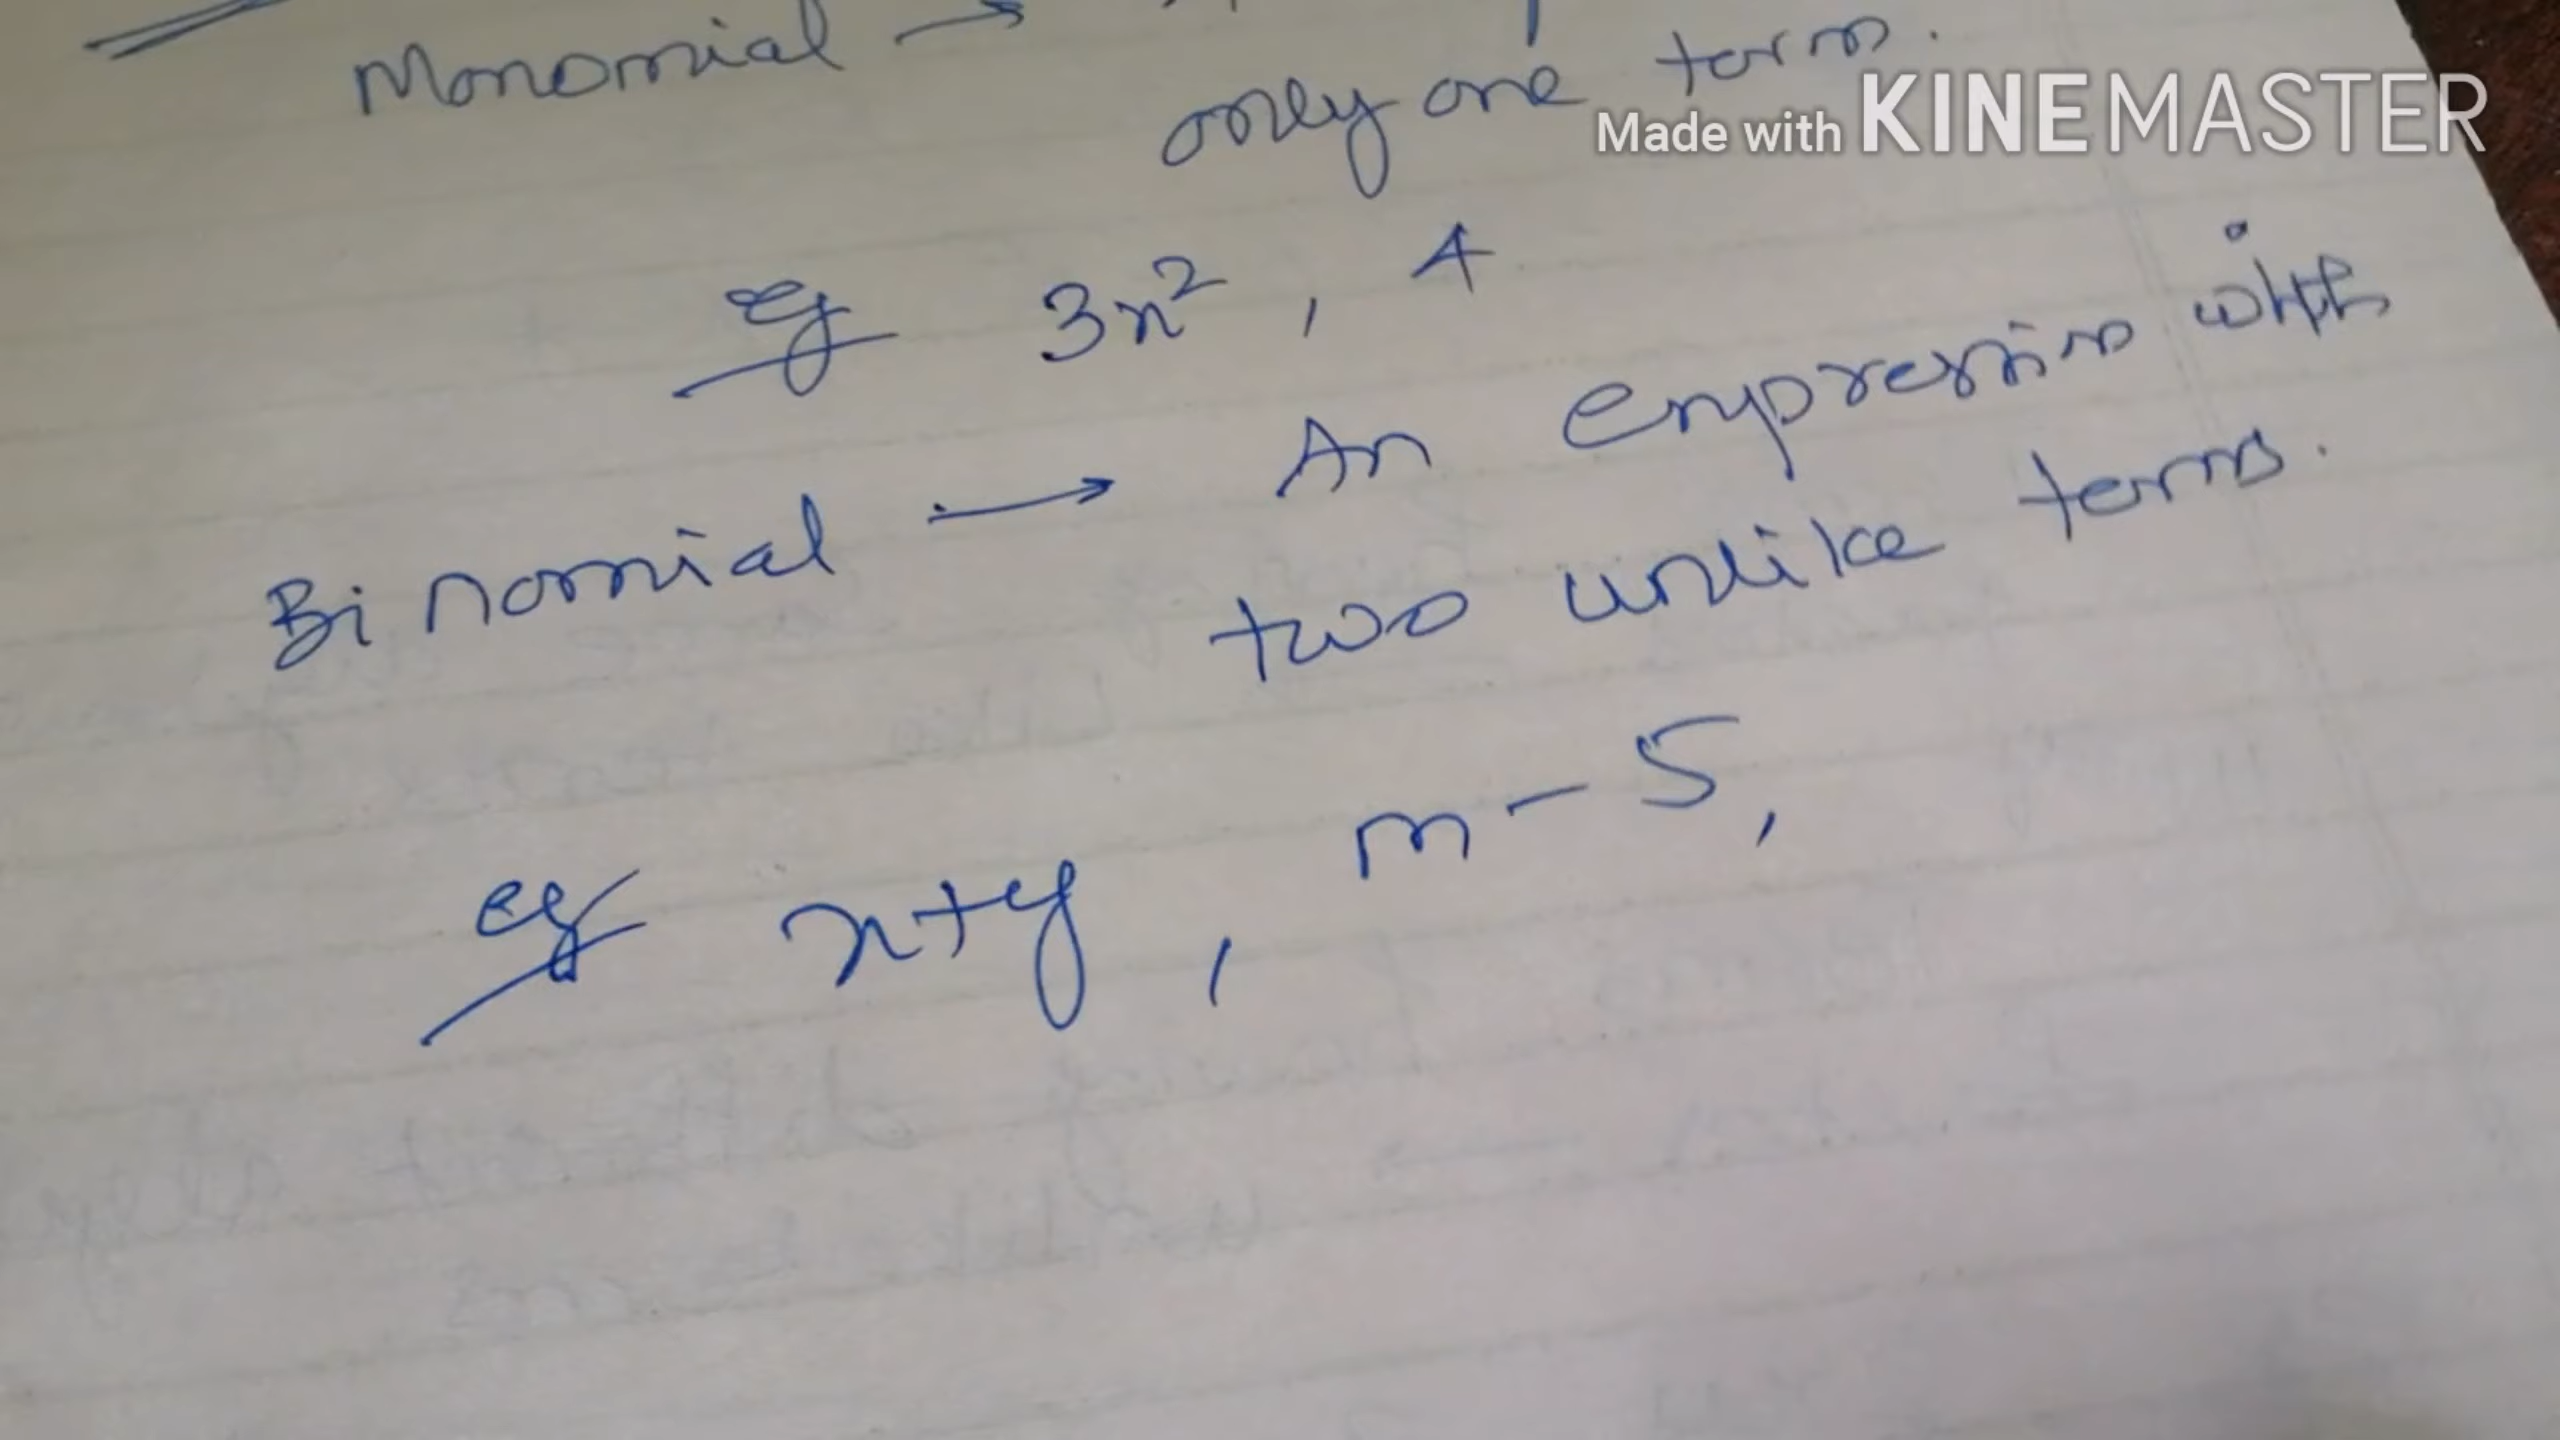 Monomial →
only one term.
Made with KINEMASTER
eg 3x², 4
Binomial → An expression with
two unlike terms.
eg x+y, m-5,